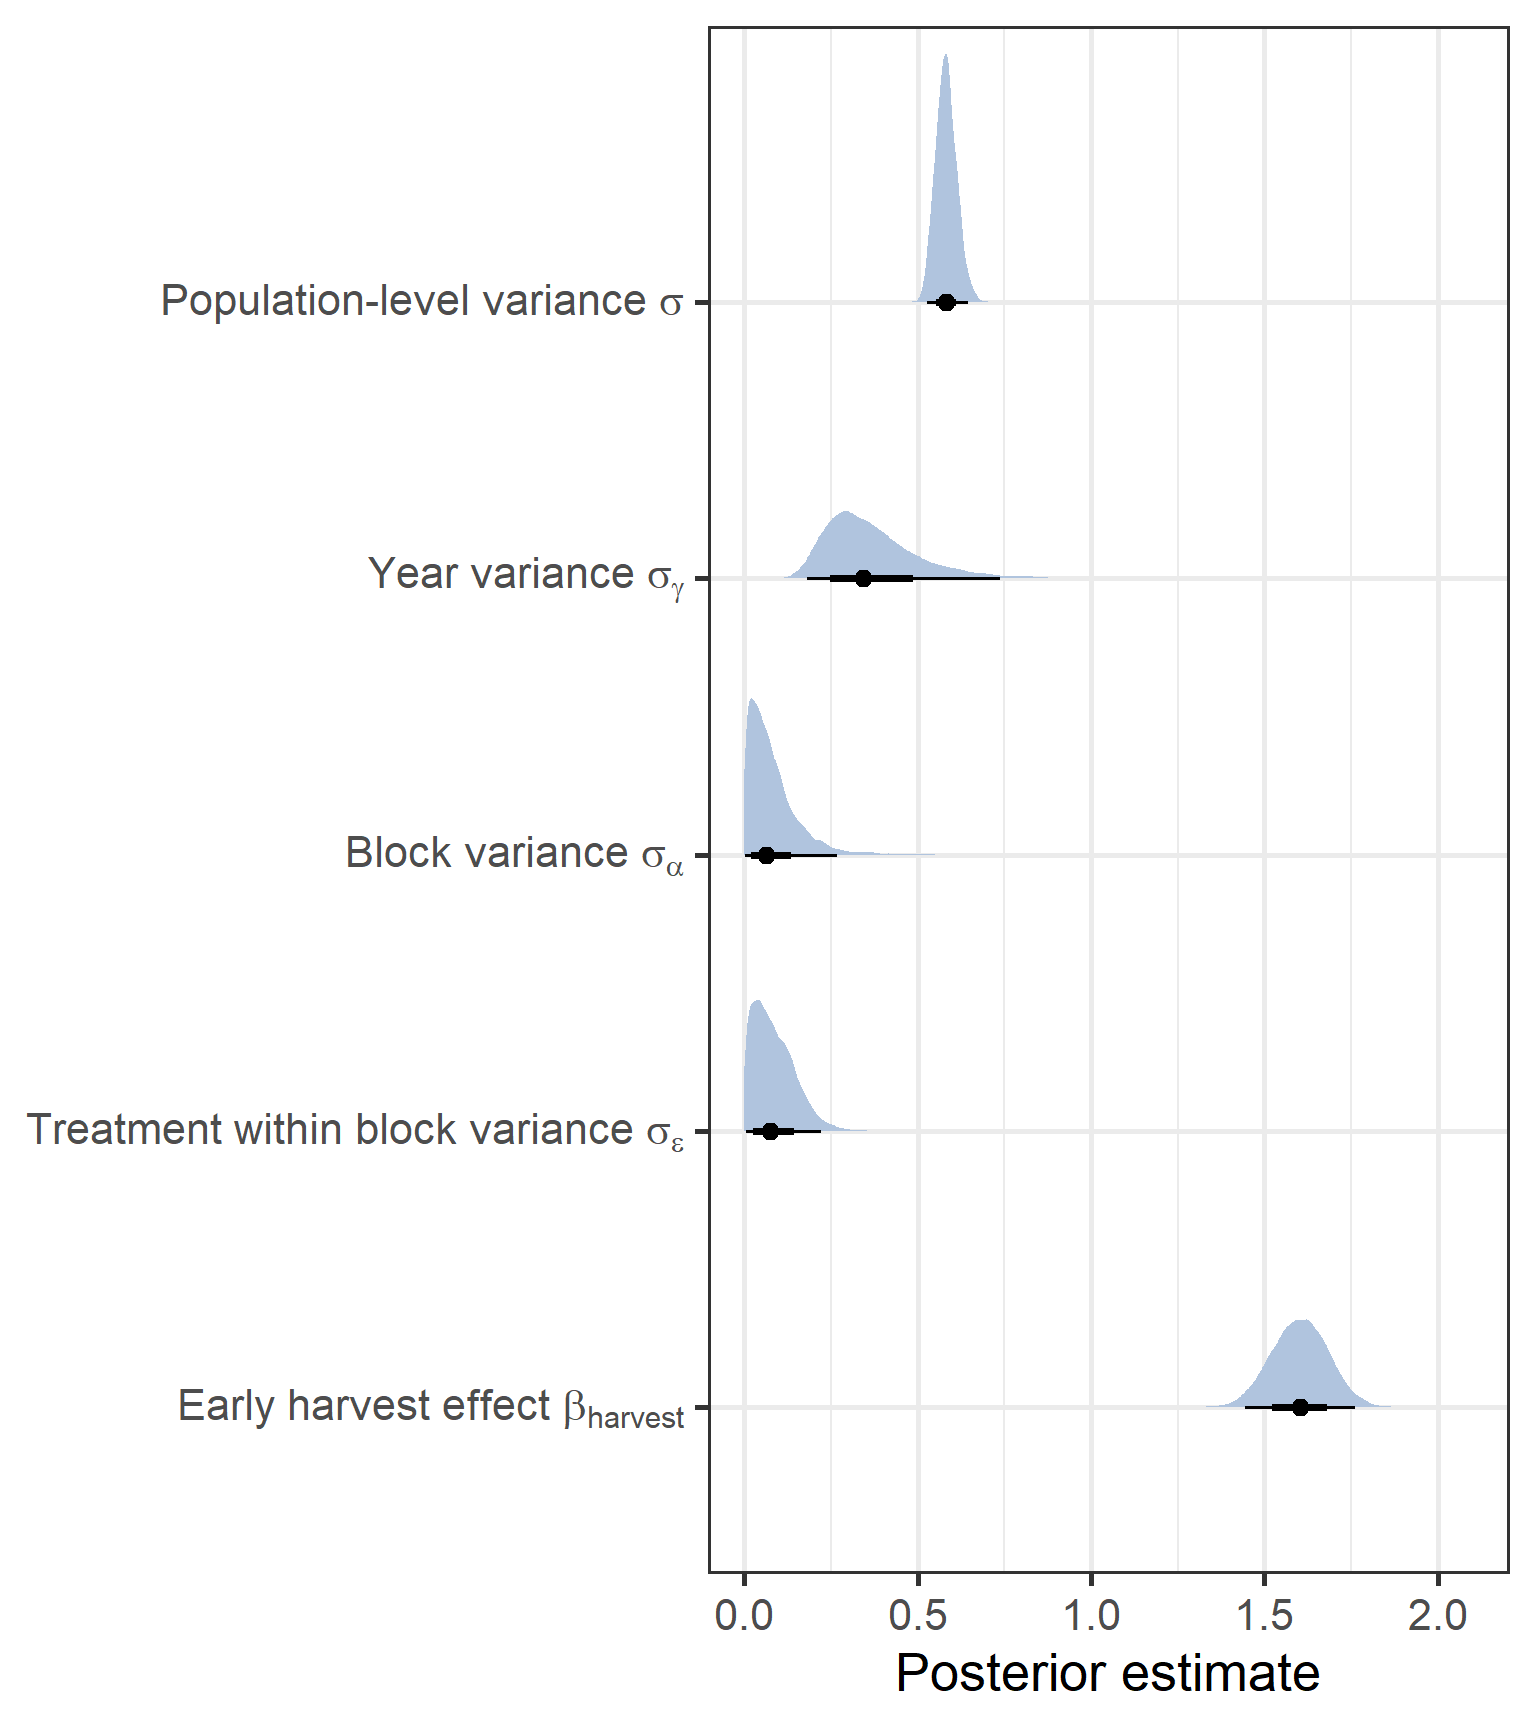 Population-level variance σ
Year variance σγ
Block variance σα
Treatment within block variance σε
Early harvest effect βharvest
0.0 0.5 1.0 1.5 2.0
Posterior estimate